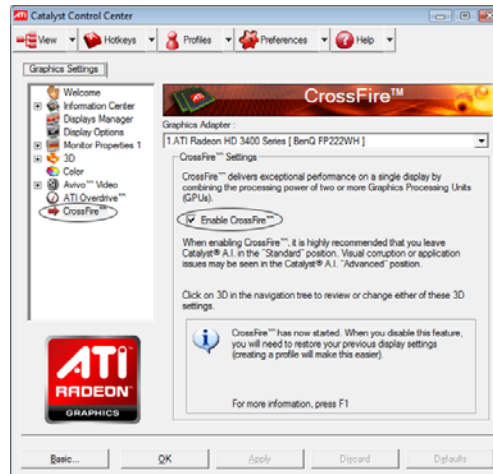 ATI Catalyst Control Center
View Hotkeys Profiles Preferences Help
Graphics Settings
Welcome
Information Center
Displays Manager
Display Options
Monitor Properties 1
3D
Color
Avivo™ Video
ATI Overdrive™
CrossFire™
ATI
RADEON
GRAPHICS
CrossFire™
Graphics Adapter :
1.ATI Radeon HD 3400 Series [ BenQ FP222WH ]
CrossFire™ Settings
CrossFire™ delivers exceptional performance on a single display by
combining the processing power of two or more Graphics Processing Units
(GPUs).
Enable CrossFire™
When enabling CrossFire™, it is highly recommended that you leave
Catalyst® A.I. in the "Standard" position. Visual corruption or application
issues may be seen in the Catalyst® A.I. "Advanced" position.
Click on 3D in the navigation tree to review or change either of these 3D
settings.
CrossFire™ has now started. When you disable this feature,
you will need to restore your previous display settings
(creating a profile will make this easier).
For more information, press F1
Basic... OK Apply Discard Defaults